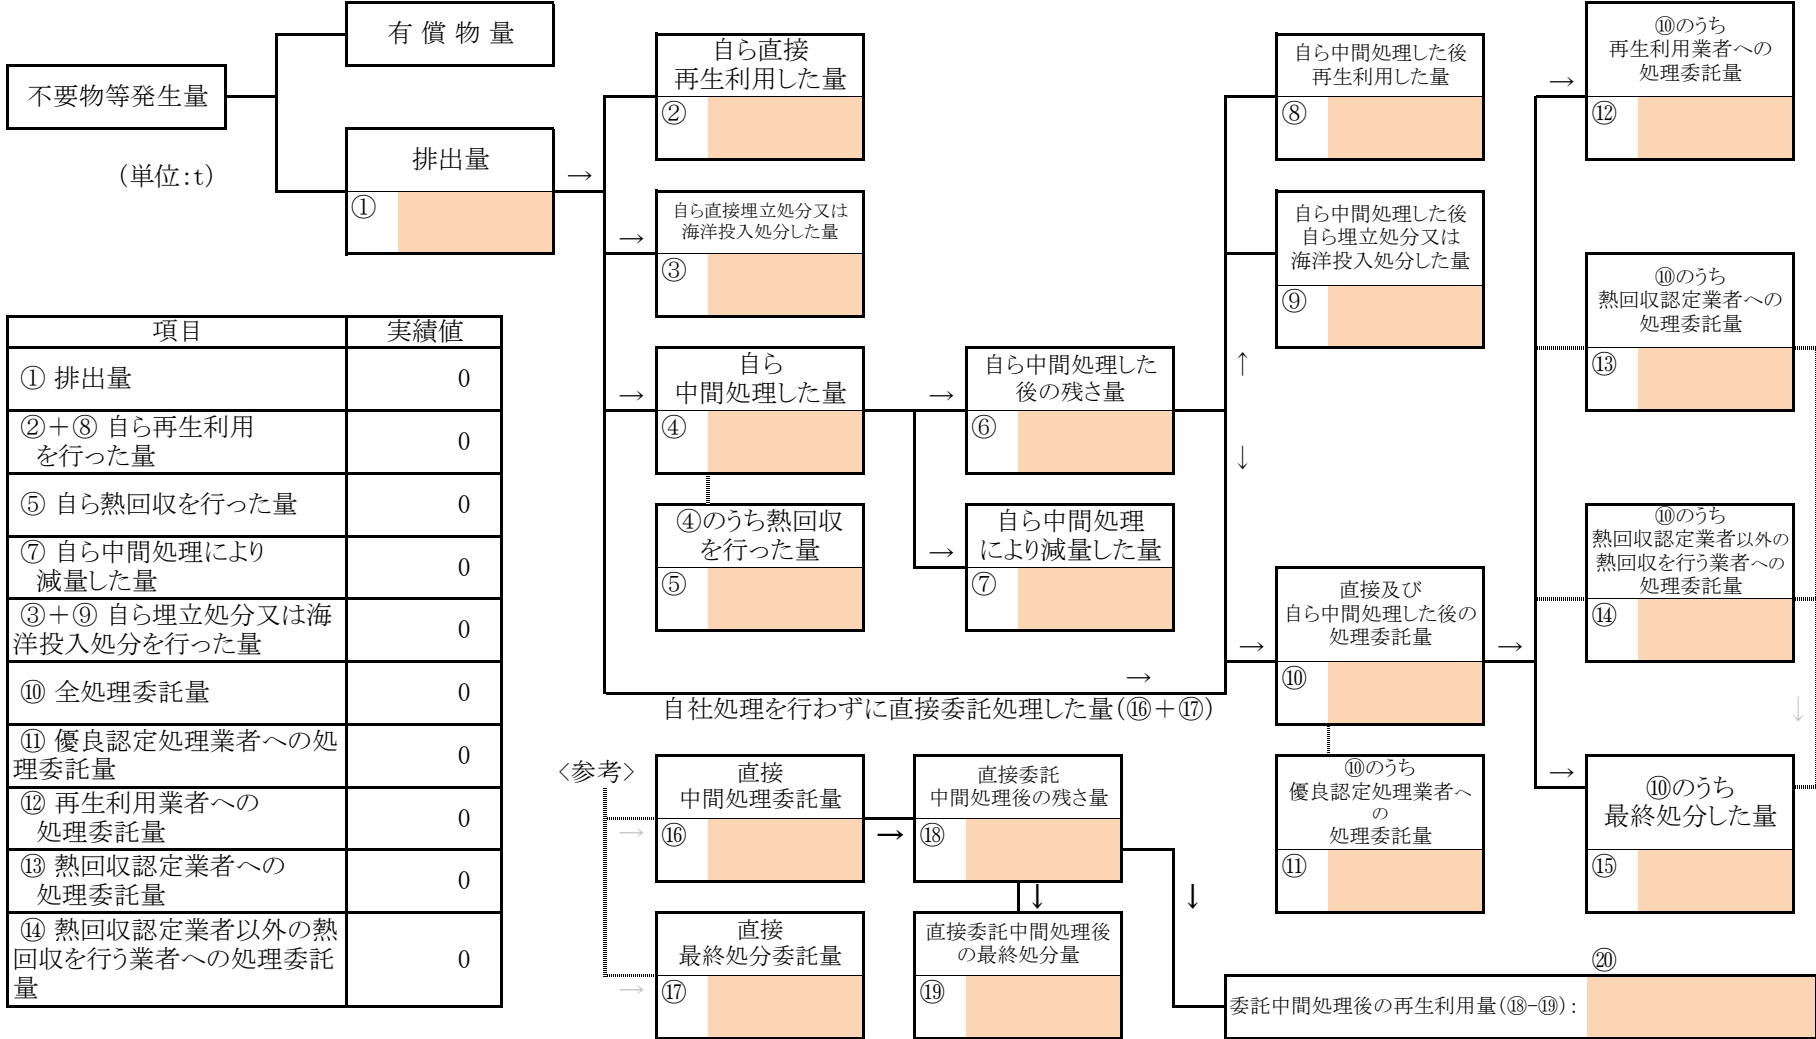 有償物量
不要物等発生量
(単位:t)
排出量
→
①
自ら直接
再生利用した量
②
自ら直接埋立処分又は
海洋投入処分した量
→
③
自ら
中間処理した量
→
④
④のうち熱回収
を行った量
⑤
自ら中間処理した
後の残さ量
→
⑥
自ら中間処理
により減量した量
→
⑦
自ら中間処理した後
再生利用した量
⑧
自ら中間処理した後
自ら埋立処分又は
海洋投入処分した量
⑨
↑
↓
直接及び
自ら中間処理した後の
処理委託量
→
→
⑩
→
自社処理を行わずに直接委託処理した量(⑯+⑰)
⑩のうち
優良認定処理業者へ
の
処理委託量
⑪
⑩のうち
再生利用業者への
処理委託量
→
⑫
⑩のうち
熱回収認定業者への
処理委託量
⑬
⑩のうち
熱回収認定業者以外の
熱回収を行う業者への
処理委託量
⑭
↓
→
⑩のうち
最終処分した量
⑮
項目 実績値
① 排出量 0
②+⑧ 自ら再生利用
を行った量 0
⑤ 自ら熱回収を行った量 0
⑦ 自ら中間処理により
減量した量 0
③+⑨ 自ら埋立処分又は海
洋投入処分を行った量 0
⑩ 全処理委託量 0
⑪ 優良認定処理業者への処
理委託量 0
⑫ 再生利用業者への
処理委託量 0
⑬ 熱回収認定業者への
処理委託量 0
⑭ 熱回収認定業者以外の熱
回収を行う業者への処理委託
量 0
<参考>
直接
中間処理委託量
→
⑯
直接
最終処分委託量
→
⑰
直接委託
中間処理後の残さ量
→
⑱
↓
↓
直接委託中間処理後
の最終処分量
⑲
⑳
委託中間処理後の再生利用量(⑱-⑲):